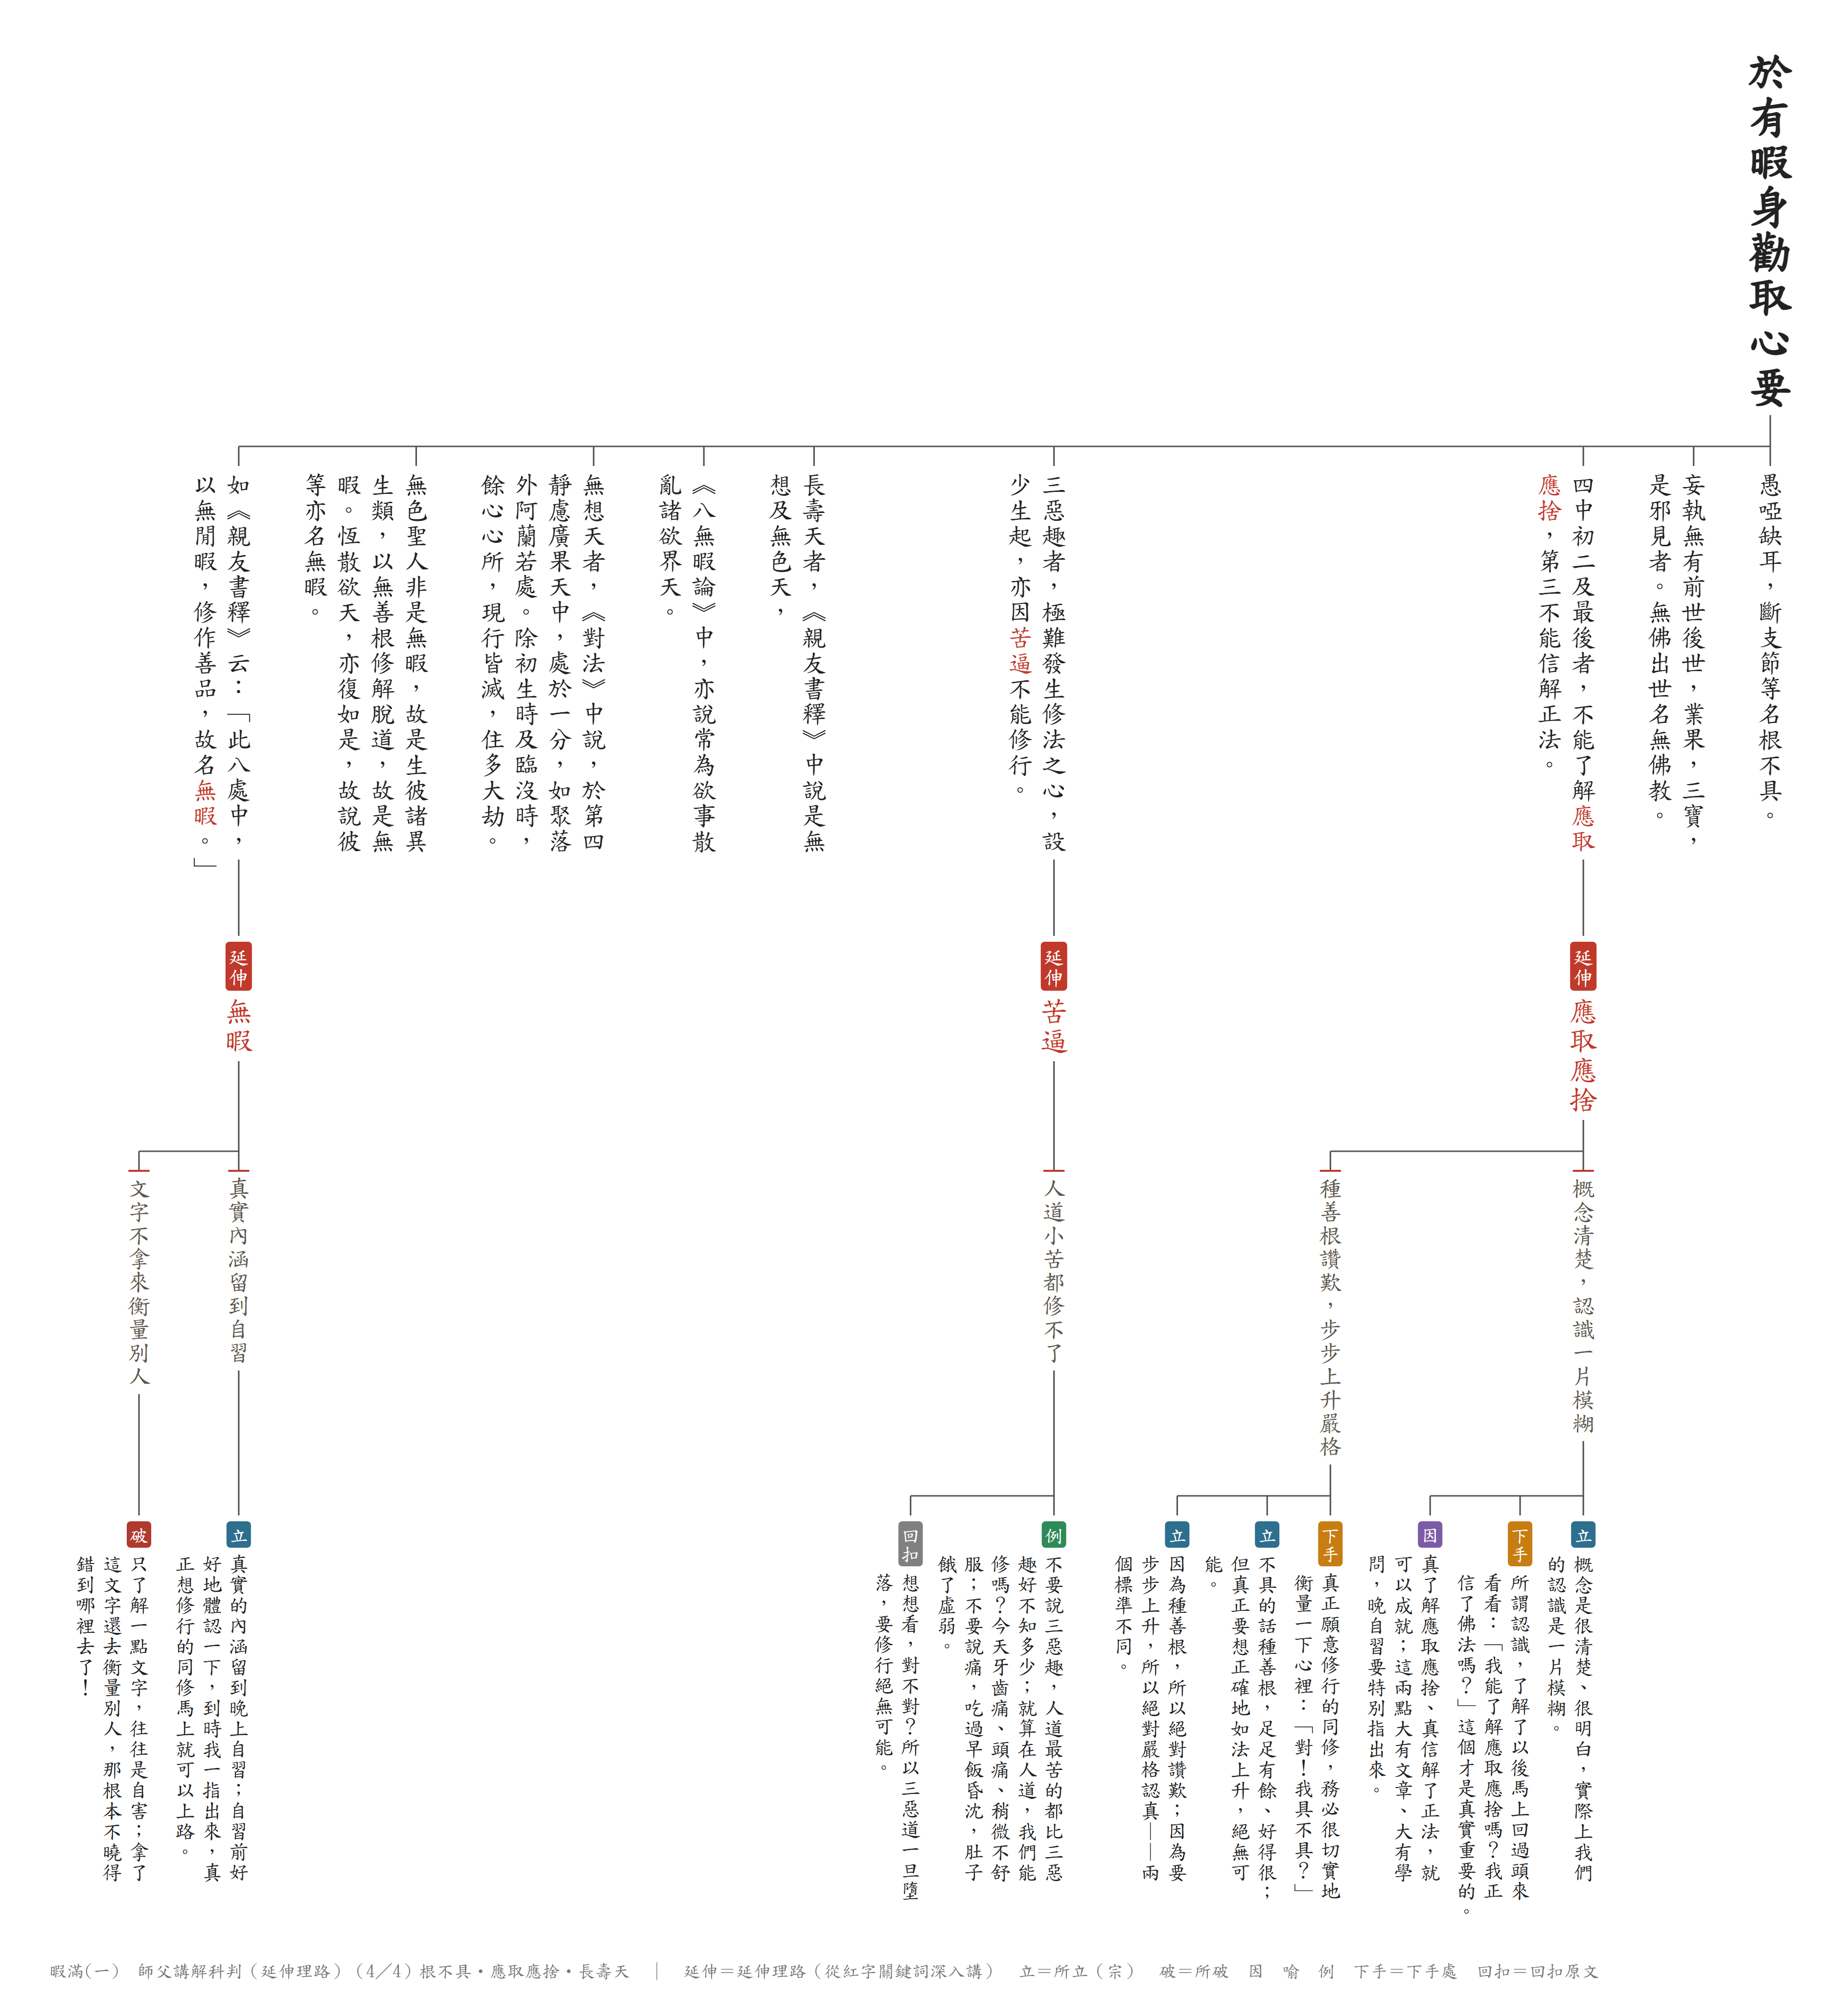 於有暇身勸取心要
愚啞缺耳，斷支節等名根不具。
妄執無有前世後世，業果，三寶，
是邪見者。無佛出世名無佛教。
四中初二及最後者，不能了解應取
應捨，第三不能信解正法。
三惡趣者，極難發生修法之心，設
少生起，亦因苦逼不能修行。
長壽天者，《親友書釋》中說是無
想及無色天，
《八無暇論》中，亦說常為欲事散
亂諸欲界天。
無想天者，《對法》中說，於第四
靜慮廣果天中，處於一分，如聚落
外阿蘭若處。除初生時及臨沒時，
餘心心所，現行皆滅，住多大劫。
無色聖人非是無暇，故是生彼諸異
生類，以無善根修解脫道，故是無
暇。恆散欲天，亦復如是，故說彼
等亦名無暇。
如《親友書釋》云：「此八處中，
以無閒暇，修作善品，故名無暇。」
延伸
應取應捨
延伸
苦逼
延伸
無暇
概念清楚，認識一片模糊
種善根讚歎，步步上升嚴格
人道小苦都修不了
真實內涵留到自習
文字不拿來衡量別人
立
概念是很清楚、很明白，實際上我們
的認識是一片模糊。
下手
所謂認識，了解了以後馬上回過頭來
看看：「我能了解應取應捨嗎？我正
信了佛法嗎？」這個才是真實重要的。
因
真了解應取應捨、真信解了正法，就
可以成就；這兩點大有文章、大有學
問，晚自習要特別指出來。
下手
真正願意修行的同修，務必很切實地
衡量一下心裡：「對！我具不具？」
立
不具的話種善根，足足有餘、好得很；
但真正要想正確地如法上升，絕無可
能。
立
因為種善根，所以絕對讚歎；因為要
步步上升，所以絕對嚴格認真——兩
個標準不同。
例
不要說三惡趣，人道最苦的都比三惡
趣好不知多少；就算在人道，我們能
修嗎？今天牙齒痛、頭痛、稍微不舒
服；不要說痛，吃過早飯昏沈，肚子
餓了虛弱。
回扣
想想看，對不對？所以三惡道一旦墮
落，要修行絕無可能。
立
真實的內涵留到晚上自習；自習前好
好地體認一下，到時我一指出來，真
正想修行的同修馬上就可以上路。
破
只了解一點文字，往往是自害；拿了
這文字還去衡量別人，那根本不曉得
錯到哪裡去了！
暇滿(一)　師父講解科判（延伸理路）（4／4）根不具・應取應捨・長壽天　｜　延伸＝延伸理路（從紅字關鍵詞深入講）　立＝所立（宗）　破＝所破　因　喻　例　下手＝下手處　回扣＝回扣原文